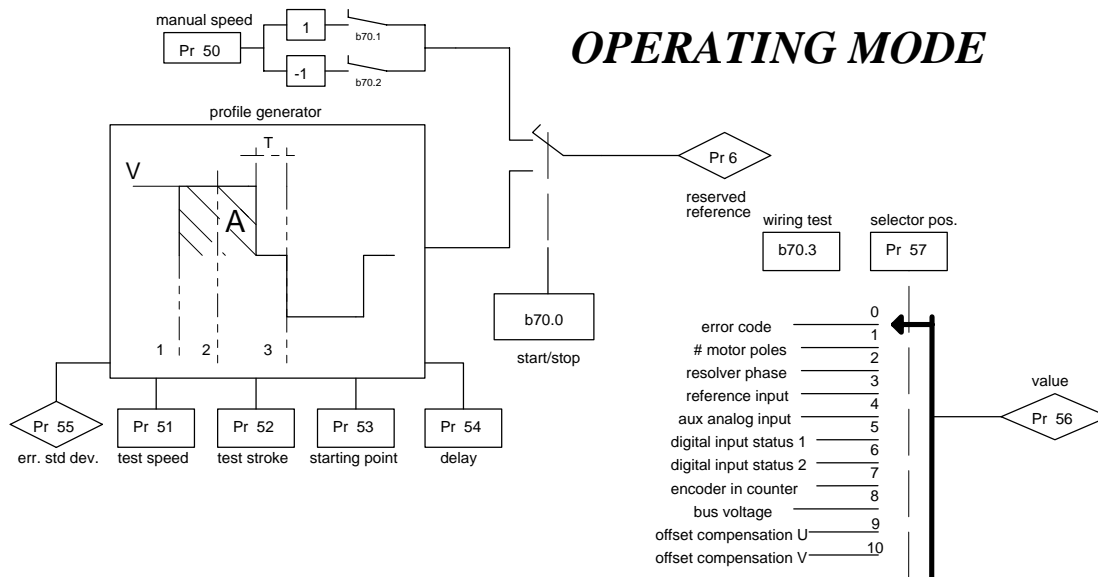 OPERATING MODE
manual speed
Pr 50
1
b70.1
-1
b70.2
profile generator
T
V
A
1
2
3
Pr 6
reserved
reference
b70.0
start/stop
Pr 55
err. std dev.
Pr 51
test speed
Pr 52
test stroke
Pr 53
starting point
Pr 54
delay
wiring test
b70.3
selector pos.
Pr 57
0
error code
1
# motor poles
2
resolver phase
3
reference input
4
aux analog input
5
digital input status 1
6
digital input status 2
7
encoder in counter
8
bus voltage
9
offset compensation U
10
offset compensation V
value
Pr 56